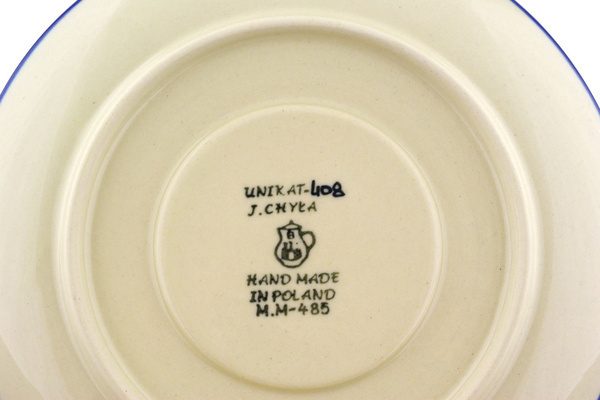 UNIKAT-408
J.CHYŁA
HAND MADE
IN POLAND
M.M-485